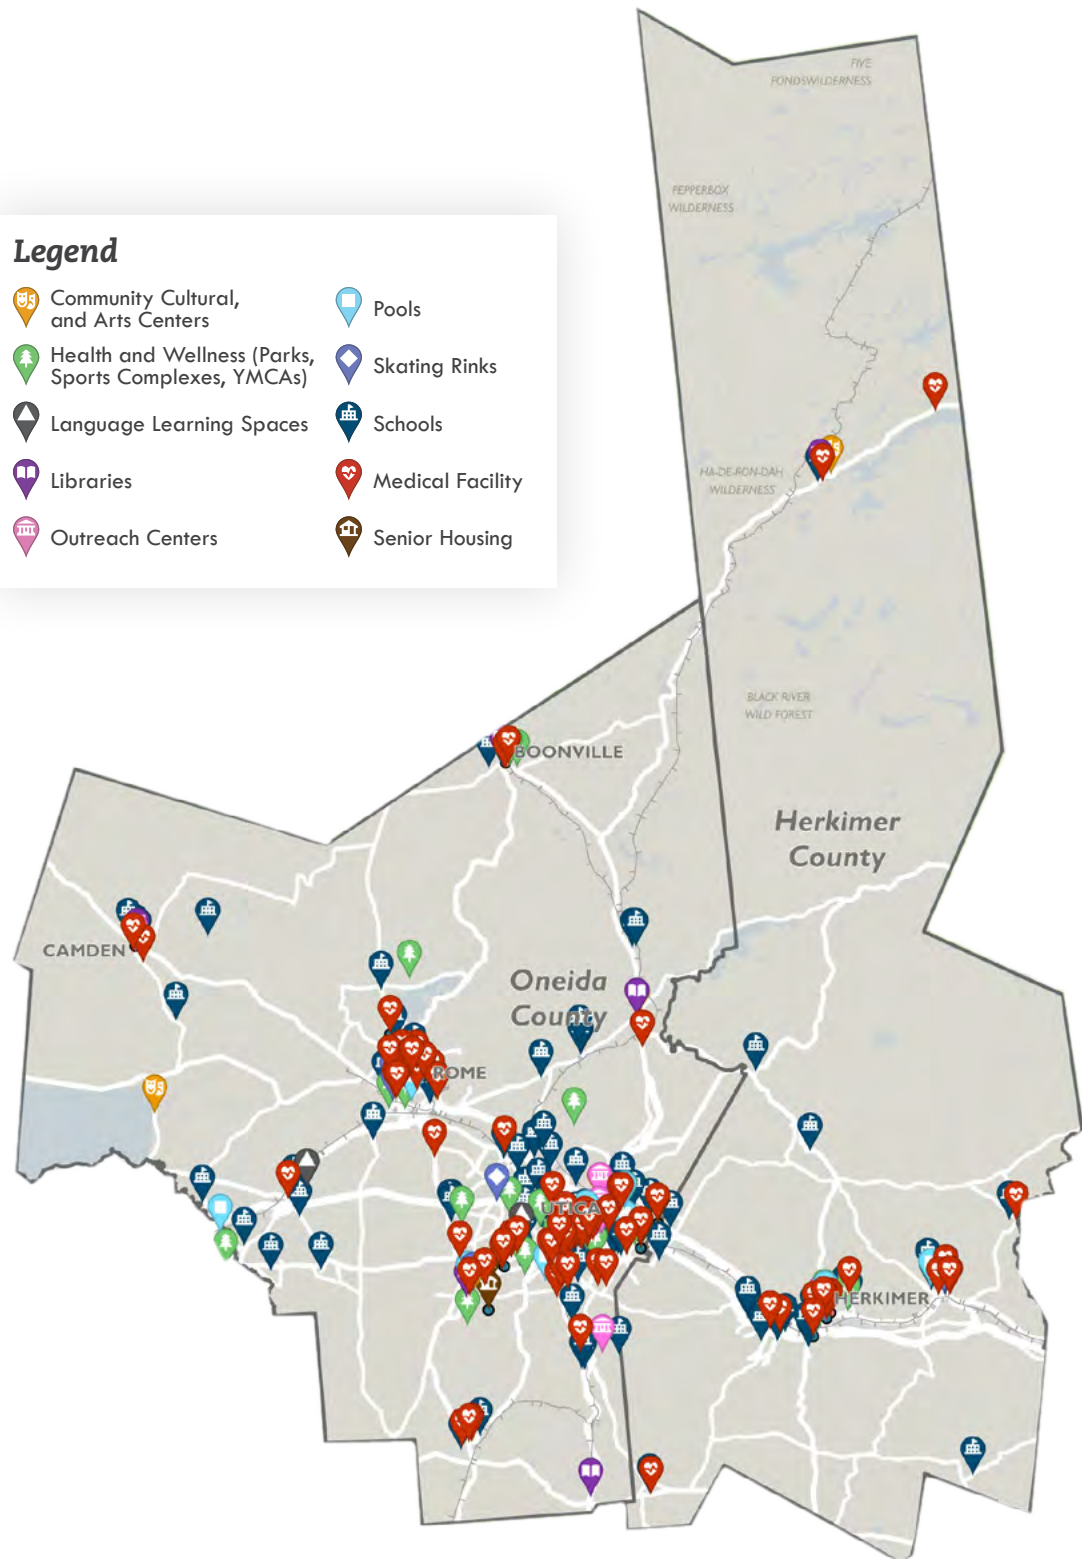 FIVE
PONDSWILDERNESS
PEPPERBOX
WILDERNESS
Legend
Community Cultural,
and Arts Centers
Health and Wellness (Parks,
Sports Complexes, YMCAs)
Language Learning Spaces
Libraries
Outreach Centers
Pools
Skating Rinks
Schools
Medical Facility
Senior Housing
HA-DE-RON-DAH
WILDERNESS
BLACK RIVER
WILD FOREST
BOONVILLE
Herkimer
County
CAMDEN
Oneida
County
ROME
UTICA
HERKIMER